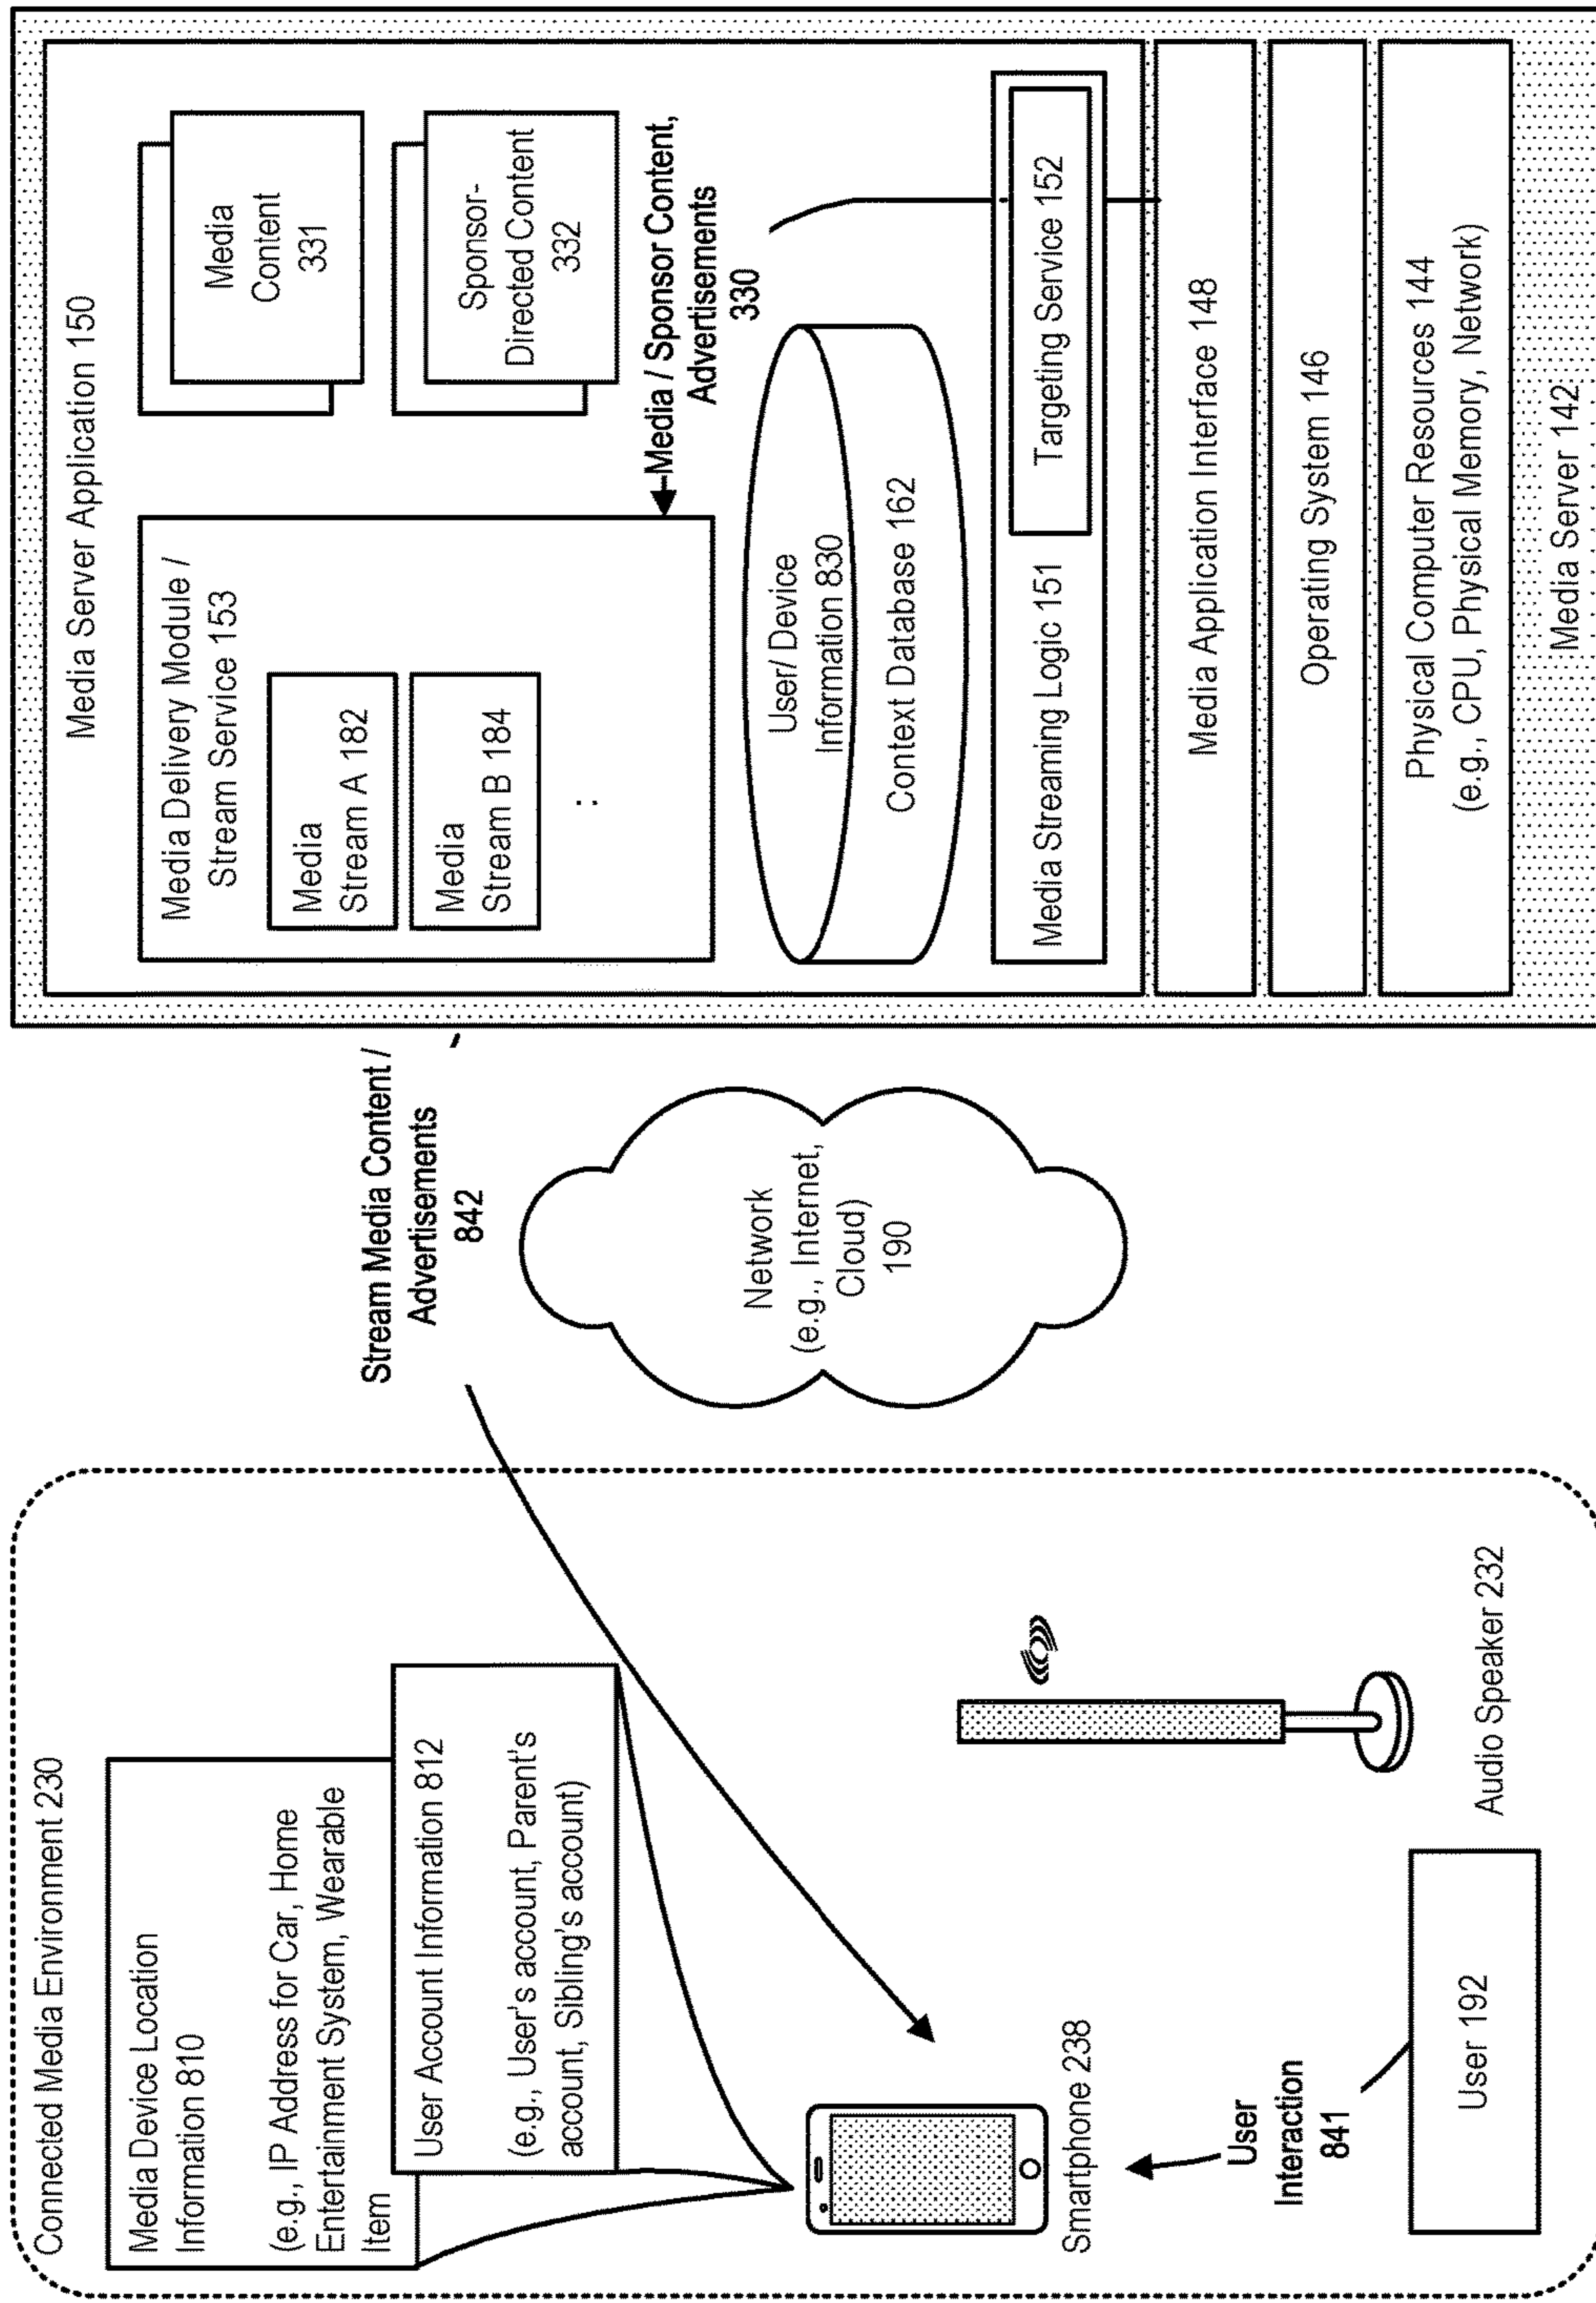 Connected Media Environment 230
Media Device Location
Information 810
(e.g., IP Address for Car, Home
Entertainment System, Wearable
Item
User Account Information 812
(e.g., User's account, Parent's
account, Sibling's account)
Smartphone 238
User
Interaction
841
User 192
Audio Speaker 232
Stream Media Content /
Advertisements
842
Network
(e.g., Internet,
Cloud)
190
Media Server Application 150
Media Delivery Module /
Stream Service 153
Media
Stream A 182
Media
Stream B 184
:
Media
Content
331
Sponsor-
Directed Content
332
Media / Sponsor Content,
Advertisements
330
User/ Device
Information 830
Context Database 162
Media Streaming Logic 151
Targeting Service 152
Media Application Interface 148
Operating System 146
Physical Computer Resources 144
(e.g., CPU, Physical Memory, Network)
Media Server 142